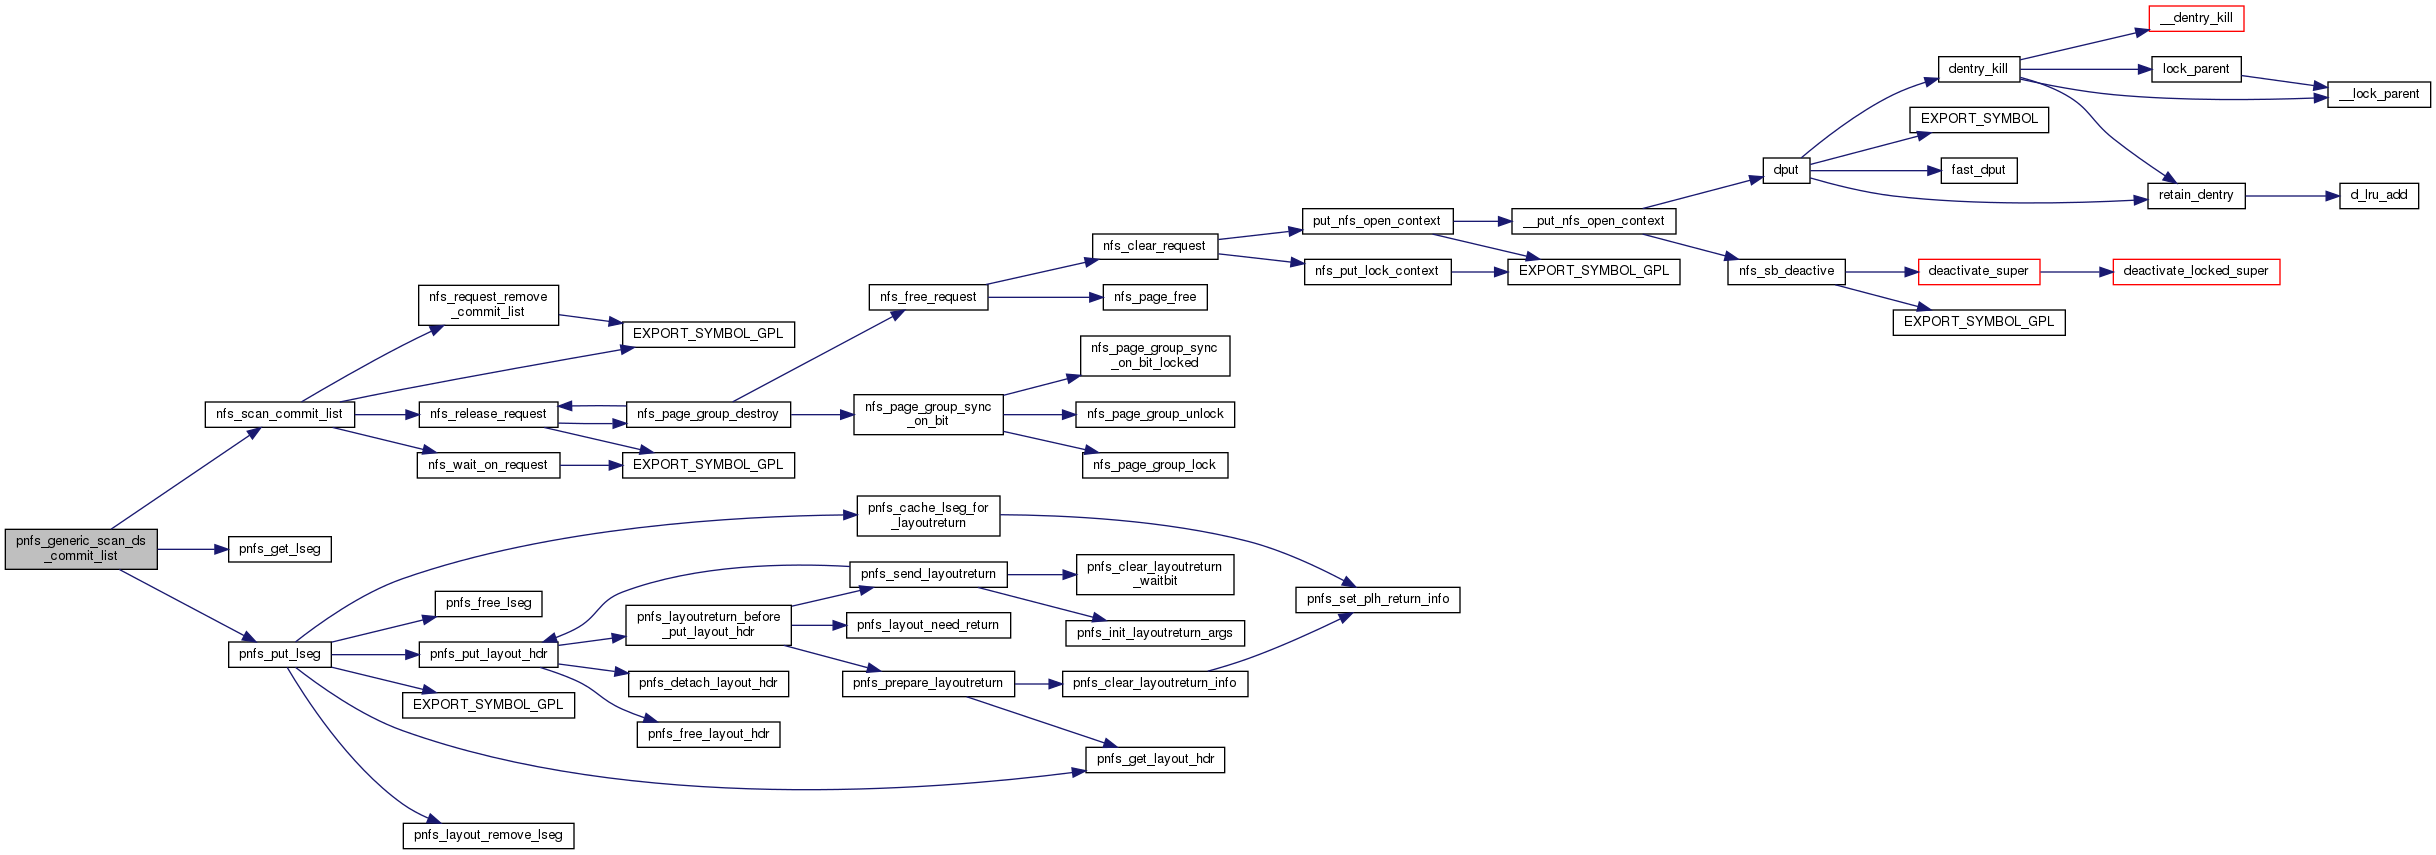 pnfs_generic_scan_ds
_commit_list
nfs_scan_commit_list
pnfs_get_lseg
pnfs_put_lseg
nfs_request_remove
_commit_list
EXPORT_SYMBOL_GPL
nfs_release_request
nfs_wait_on_request
nfs_page_group_destroy
EXPORT_SYMBOL_GPL
nfs_free_request
nfs_page_group_sync
_on_bit
nfs_clear_request
nfs_page_free
nfs_page_group_sync
_on_bit_locked
nfs_page_group_unlock
nfs_page_group_lock
put_nfs_open_context
nfs_put_lock_context
__put_nfs_open_context
EXPORT_SYMBOL_GPL
dput
nfs_sb_deactive
dentry_kill
EXPORT_SYMBOL
fast_dput
deactivate_super
EXPORT_SYMBOL_GPL
__dentry_kill
lock_parent
__lock_parent
retain_dentry
d_lru_add
deactivate_locked_super
pnfs_cache_lseg_for
_layoutreturn
pnfs_free_lseg
pnfs_put_layout_hdr
EXPORT_SYMBOL_GPL
pnfs_layout_remove_lseg
pnfs_layoutreturn_before
_put_layout_hdr
pnfs_detach_layout_hdr
pnfs_free_layout_hdr
pnfs_send_layoutreturn
pnfs_layout_need_return
pnfs_prepare_layoutreturn
pnfs_clear_layoutreturn
_waitbit
pnfs_init_layoutreturn_args
pnfs_clear_layoutreturn_info
pnfs_get_layout_hdr
pnfs_set_plh_return_info